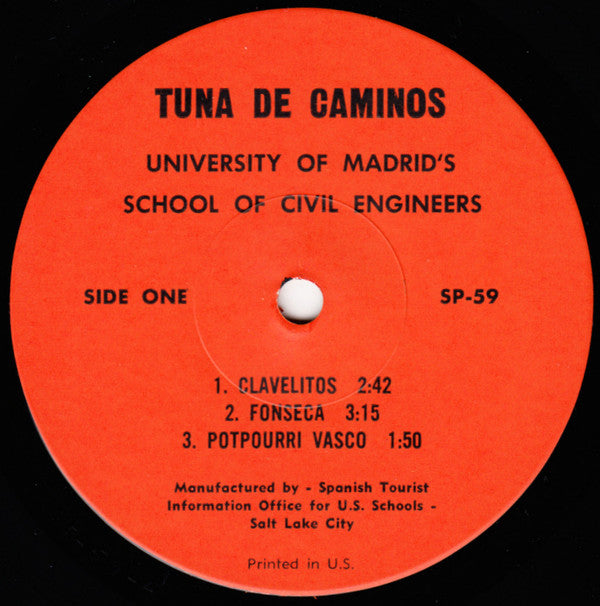 TUNA DE CAMINOS
UNIVERSITY OF MADRID'S
SCHOOL OF CIVIL ENGINEERS
SIDE ONE
SP-59
1. CLAVELITOS 2:42
2. FONSECA 3:15
3. POTPOURRI VASCO 1:50
Manufactured by - Spanish Tourist
Information Office for U.S. Schools -
Salt Lake City
Printed in U.S.